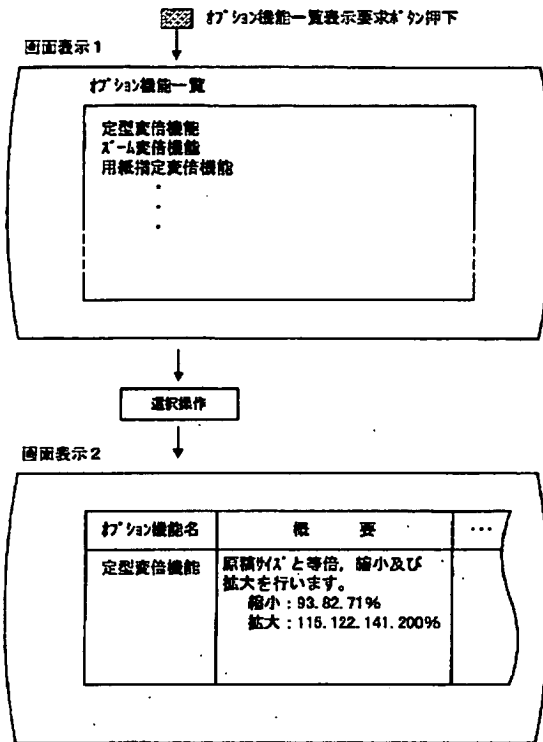 ｵﾌﾟｼｮﾝ機能一覧表示要求ﾎﾞﾀﾝ押下
画面表示1
ｵﾌﾟｼｮﾝ機能一覧
定型変倍機能
ｽﾞｰﾑ変倍機能
用紙指定変倍機能
選択操作
画面表示2
ｵﾌﾟｼｮﾝ機能名 概 要 ･･･
定型変倍機能 原稿ｻｲｽﾞと等倍，縮小及び
拡大を行います。
縮小：93.82.71%
拡大：115.122.141.200%